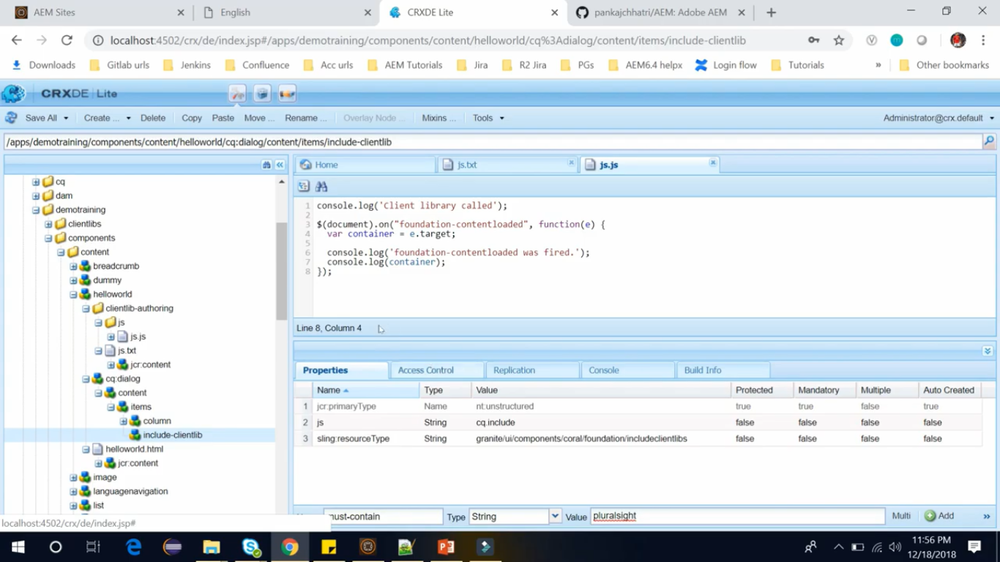 AEM Sites
English
CRXDE Lite
pankajchhatri/AEM: Adobe AEM
localhost:4502/crx/de/index.jsp#/apps/demotraining/components/content/helloworld/cq%3Adialog/content/items/include-clientlib
Downloads Gitlab urls Jenkins Confluence Acc urls AEM Tutorials Jira R2 Jira PGs AEM6.4 helpx Login flow Tutorials » Other bookmarks
CRXDE | Lite
Save All Create ... Delete Copy Paste Move ... Rename ... Overlay Node ... Mixins ... Tools Administrator@crx.default
/apps/demotraining/components/content/helloworld/cq:dialog/content/items/include-clientlib
cq
dam
demotraining
clientlibs
components
content
breadcrumb
dummy
helloworld
clientlib-authoring
js
js.js
js.txt
jcr:content
cq:dialog
content
items
column
include-clientlib
helloworld.html
jcr:content
image
languagenavigation
list
localhost:4502/crx/de/index.jsp#
Home js.txt js.js
1 console.log('Client library called');
2
3 $(document).on("foundation-contentloaded", function(e) {
4 var container = e.target;
5
6 console.log('foundation-contentloaded was fired.');
7 console.log(container);
8 });
Line 8, Column 4
Properties Access Control Replication Console Build Info
Name Type Value Protected Mandatory Multiple Auto Created
1 jcr:primaryType Name nt:unstructured true true false true
2 js String cq.include false false false false
3 sling:resourceType String granite/ui/components/coral/foundation/includeclientlibs false false false false
must-contain Type String Value pluralsight Multi Add »
11:56 PM
12/18/2018